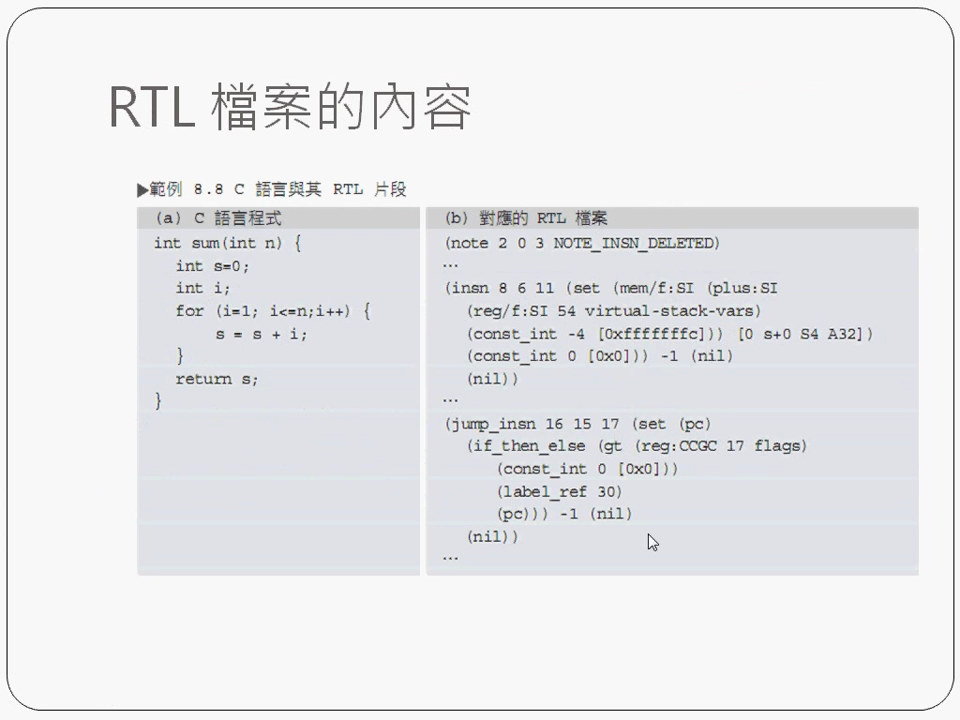 RTL 檔案的內容
▶範例 8.8 C 語言與其 RTL 片段
(a) C 語言程式
int sum(int n) {
int s=0;
int i;
for (i=1; i<=n;i++) {
s = s + i;
}
return s;
}
(b) 對應的 RTL 檔案
(note 2 0 3 NOTE_INSN_DELETED)
…
(insn 8 6 11 (set (mem/f:SI (plus:SI
(reg/f:SI 54 virtual-stack-vars)
(const_int -4 [0xfffffffc])) [0 s+0 S4 A32])
(const_int 0 [0x0])) -1 (nil)
(nil))
…
(jump_insn 16 15 17 (set (pc)
(if_then_else (gt (reg:CCGC 17 flags)
(const_int 0 [0x0]))
(label_ref 30)
(pc))) -1 (nil)
(nil))
…